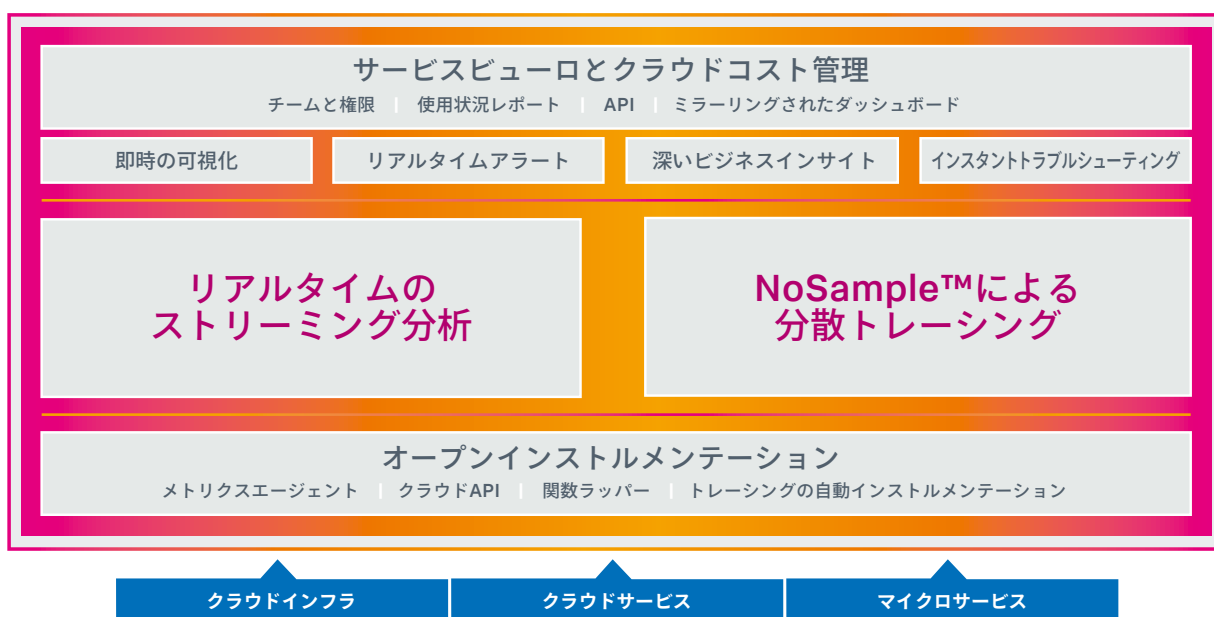 サービスビューロとクラウドコスト管理
チームと権限 | 使用状況レポート | API | ミラーリングされたダッシュボード
即時の可視化 リアルタイムアラート 深いビジネスインサイト インスタントトラブルシューティング
リアルタイムの
ストリーミング分析
NoSample™による
分散トレーシング
オープンインストルメンテーション
メトリクスエージェント | クラウドAPI | 関数ラッパー | トレーシングの自動インストルメンテーション
クラウドインフラ クラウドサービス マイクロサービス